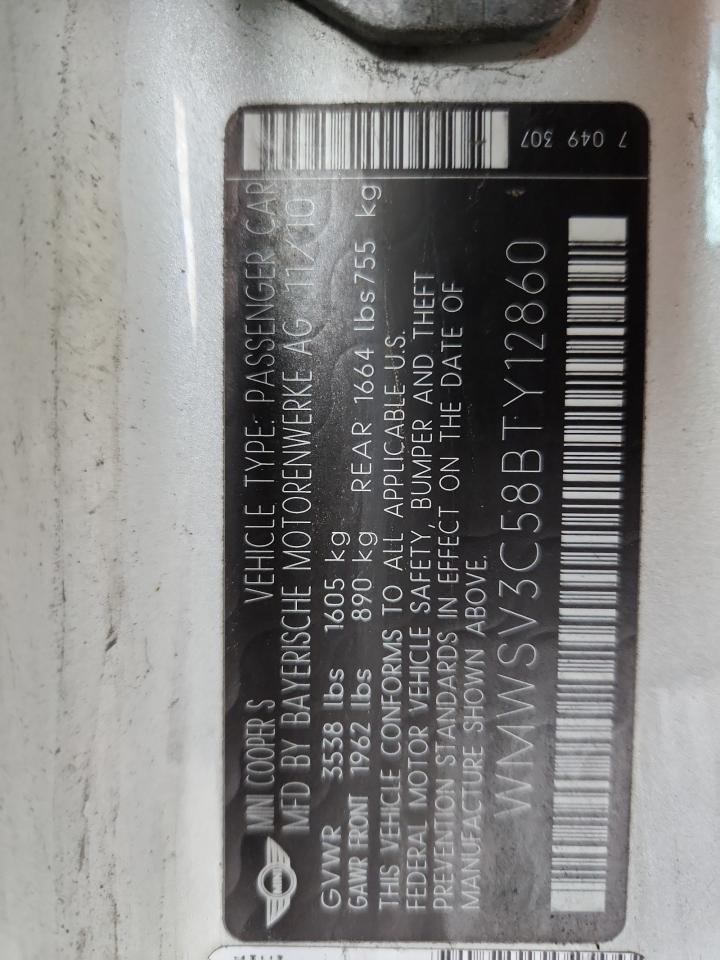 MINI COOPER S VEHICLE TYPE: PASSENGER CAR
MFD BY BAYERISCHE MOTORENWERKE AG 11/10
GVWR 3538 lbs 1605 kg
GAWR FRONT 1962 lbs 890 kg REAR 1664 lbs755 kg
THIS VEHICLE CONFORMS TO ALL APPLICABLE U.S.
FEDERAL MOTOR VEHICLE SAFETY, BUMPER AND THEFT
PREVENTION STANDARDS IN EFFECT ON THE DATE OF
MANUFACTURE SHOWN ABOVE.
WMWSV3C58BTY12860
7 049 307